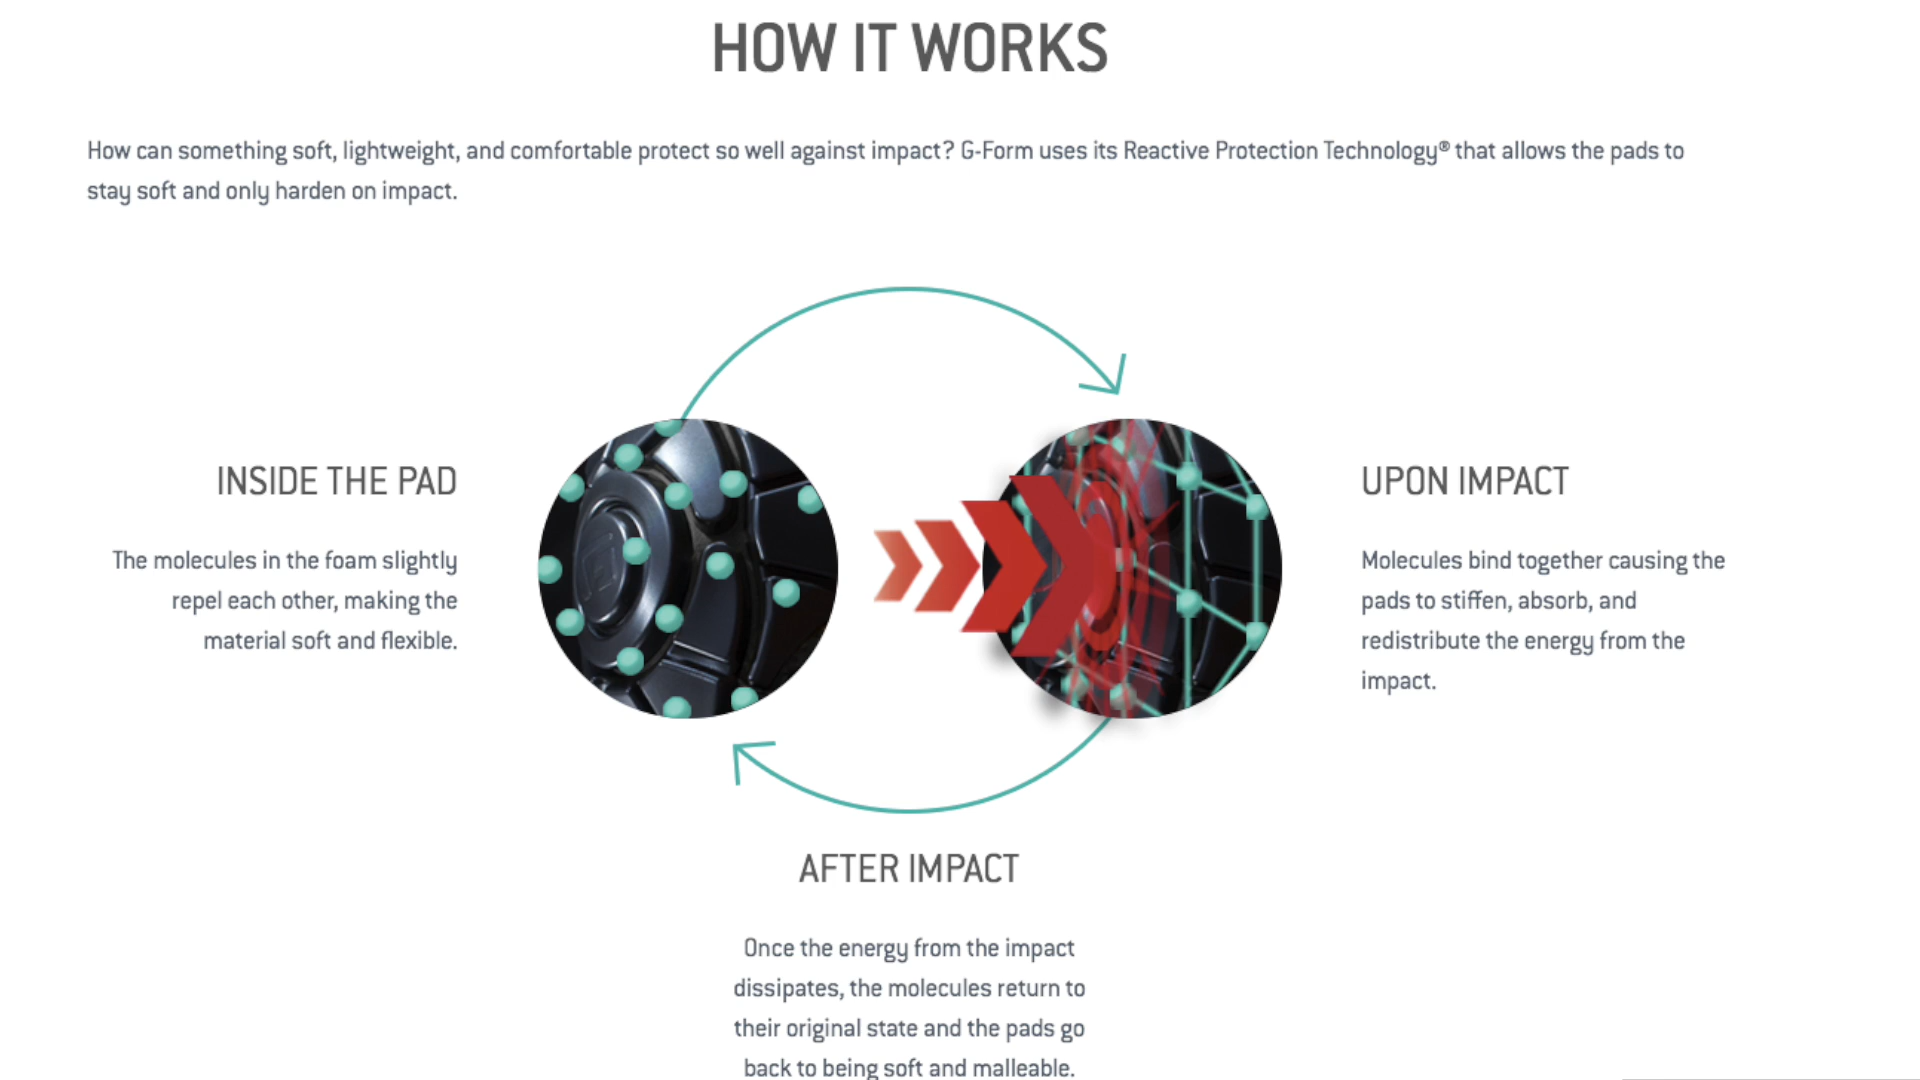 HOW IT WORKS
How can something soft, lightweight, and comfortable protect so well against impact? G-Form uses its Reactive Protection Technology® that allows the pads to
stay soft and only harden on impact.
INSIDE THE PAD
The molecules in the foam slightly
repel each other, making the
material soft and flexible.
UPON IMPACT
Molecules bind together causing the
pads to stiffen, absorb, and
redistribute the energy from the
impact.
AFTER IMPACT
Once the energy from the impact
dissipates, the molecules return to
their original state and the pads go
back to being soft and malleable.